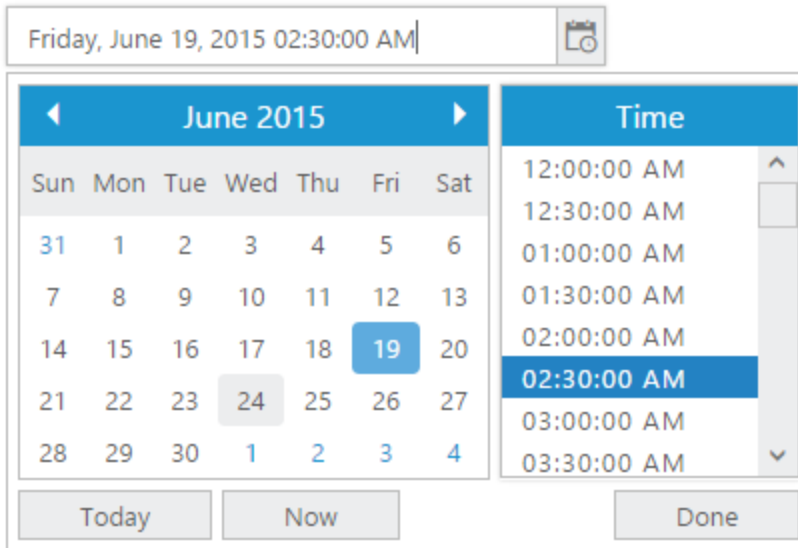 Friday, June 19, 2015 02:30:00 AM
June 2015
Sun Mon Tue Wed Thu Fri Sat
31 1 2 3 4 5 6
7 8 9 10 11 12 13
14 15 16 17 18 19 20
21 22 23 24 25 26 27
28 29 30 1 2 3 4
Time
12:00:00 AM
12:30:00 AM
01:00:00 AM
01:30:00 AM
02:00:00 AM
02:30:00 AM
03:00:00 AM
03:30:00 AM
Today Now Done